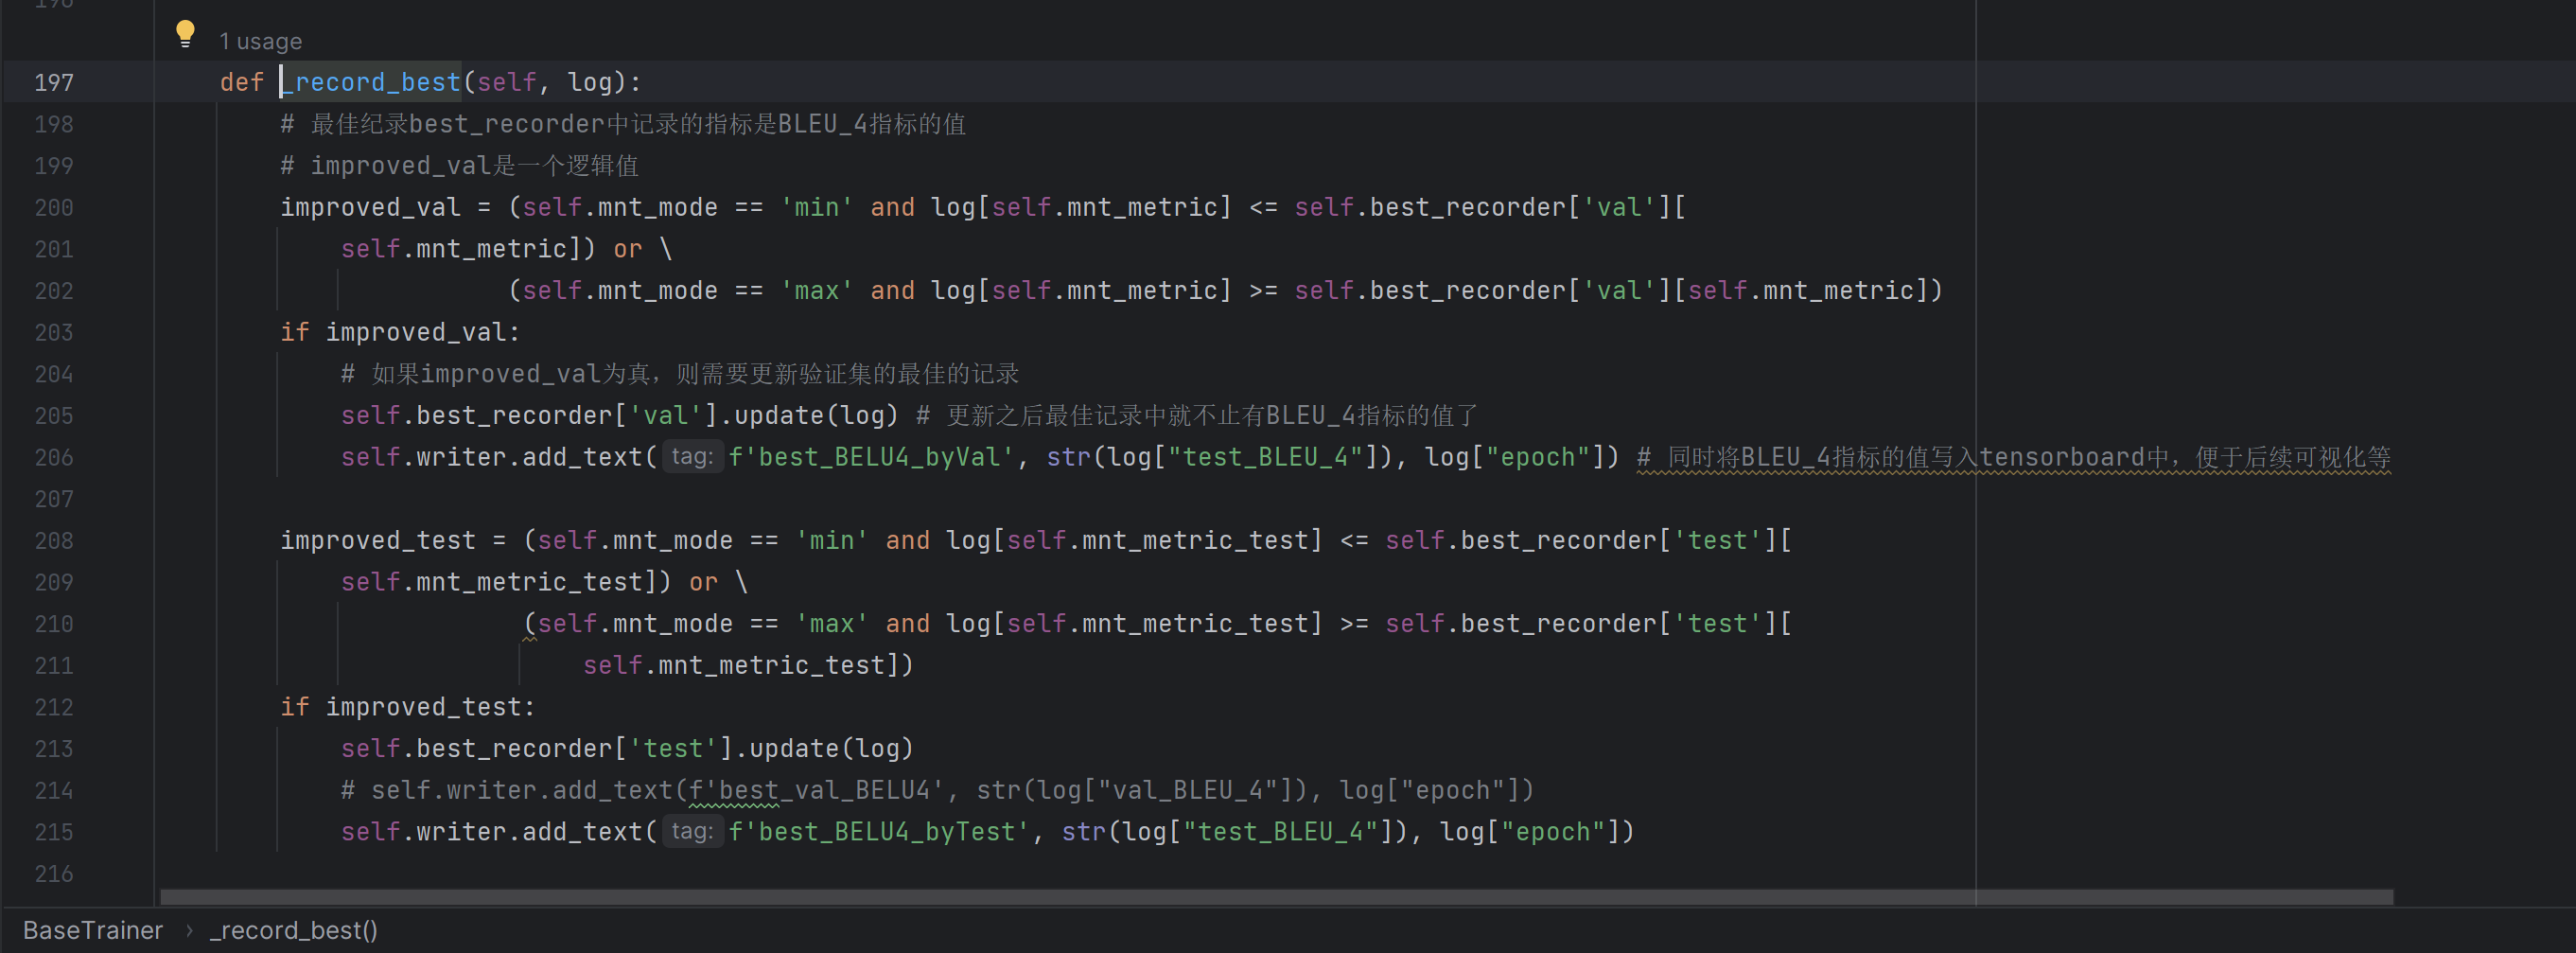 1 usage
197 def _record_best(self, log):
198 # 最佳纪录best_recorder中记录的指标是BLEU_4指标的值
199 # improved_val是一个逻辑值
200 improved_val = (self.mnt_mode == 'min' and log[self.mnt_metric] <= self.best_recorder['val'][
201 self.mnt_metric]) or \
202 (self.mnt_mode == 'max' and log[self.mnt_metric] >= self.best_recorder['val'][self.mnt_metric])
203 if improved_val:
204 # 如果improved_val为真，则需要更新验证集的最佳的记录
205 self.best_recorder['val'].update(log) # 更新之后最佳记录中就不止有BLEU_4指标的值了
206 self.writer.add_text( tag: f'best_BELU4_byVal', str(log["test_BLEU_4"]), log["epoch"]) # 同时将BLEU_4指标的值写入tensorboard中，便于后续可视化等
207
208 improved_test = (self.mnt_mode == 'min' and log[self.mnt_metric_test] <= self.best_recorder['test'][
209 self.mnt_metric_test]) or \
210 (self.mnt_mode == 'max' and log[self.mnt_metric_test] >= self.best_recorder['test'][
211 self.mnt_metric_test])
212 if improved_test:
213 self.best_recorder['test'].update(log)
214 # self.writer.add_text(f'best_val_BELU4', str(log["val_BLEU_4"]), log["epoch"])
215 self.writer.add_text( tag: f'best_BELU4_byTest', str(log["test_BLEU_4"]), log["epoch"])
216
BaseTrainer › _record_best()